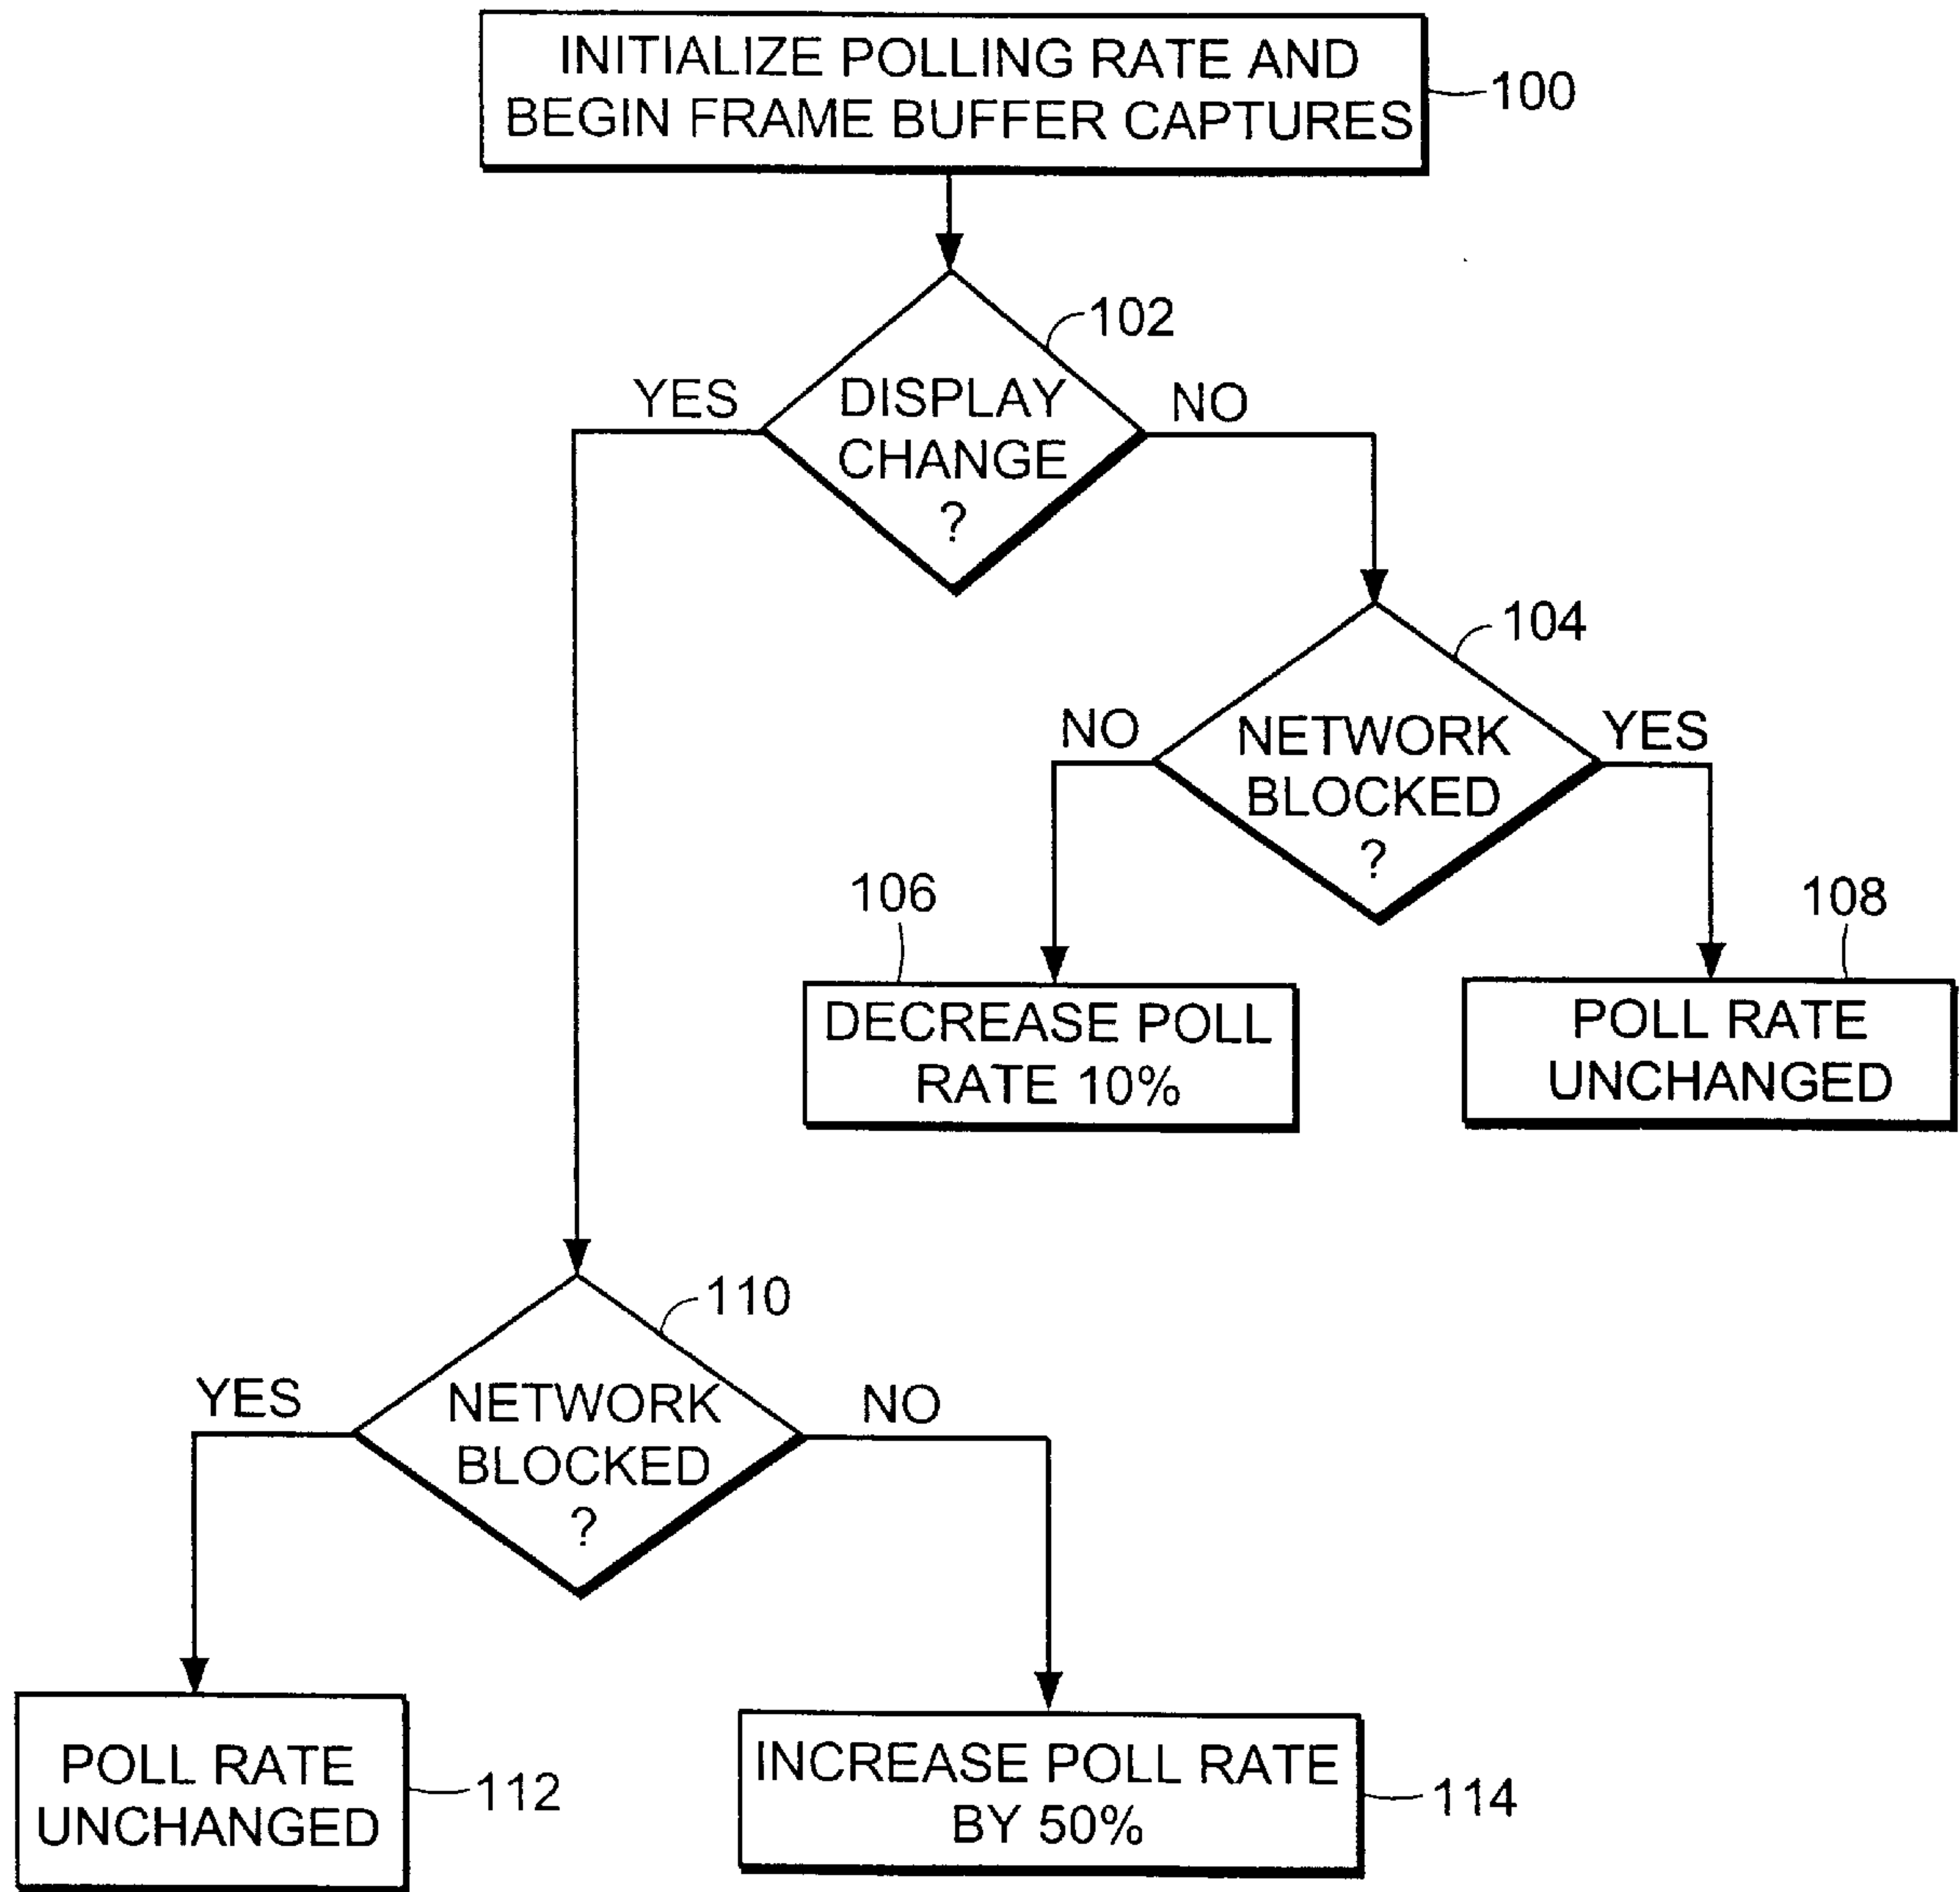 INITIALIZE POLLING RATE AND
BEGIN FRAME BUFFER CAPTURES
100
102
YES
DISPLAY
CHANGE
?
NO
104
NO
NETWORK
BLOCKED
?
YES
106
108
DECREASE POLL
RATE 10%
POLL RATE
UNCHANGED
110
YES
NETWORK
BLOCKED
?
NO
POLL RATE
UNCHANGED
112
INCREASE POLL RATE
BY 50%
114